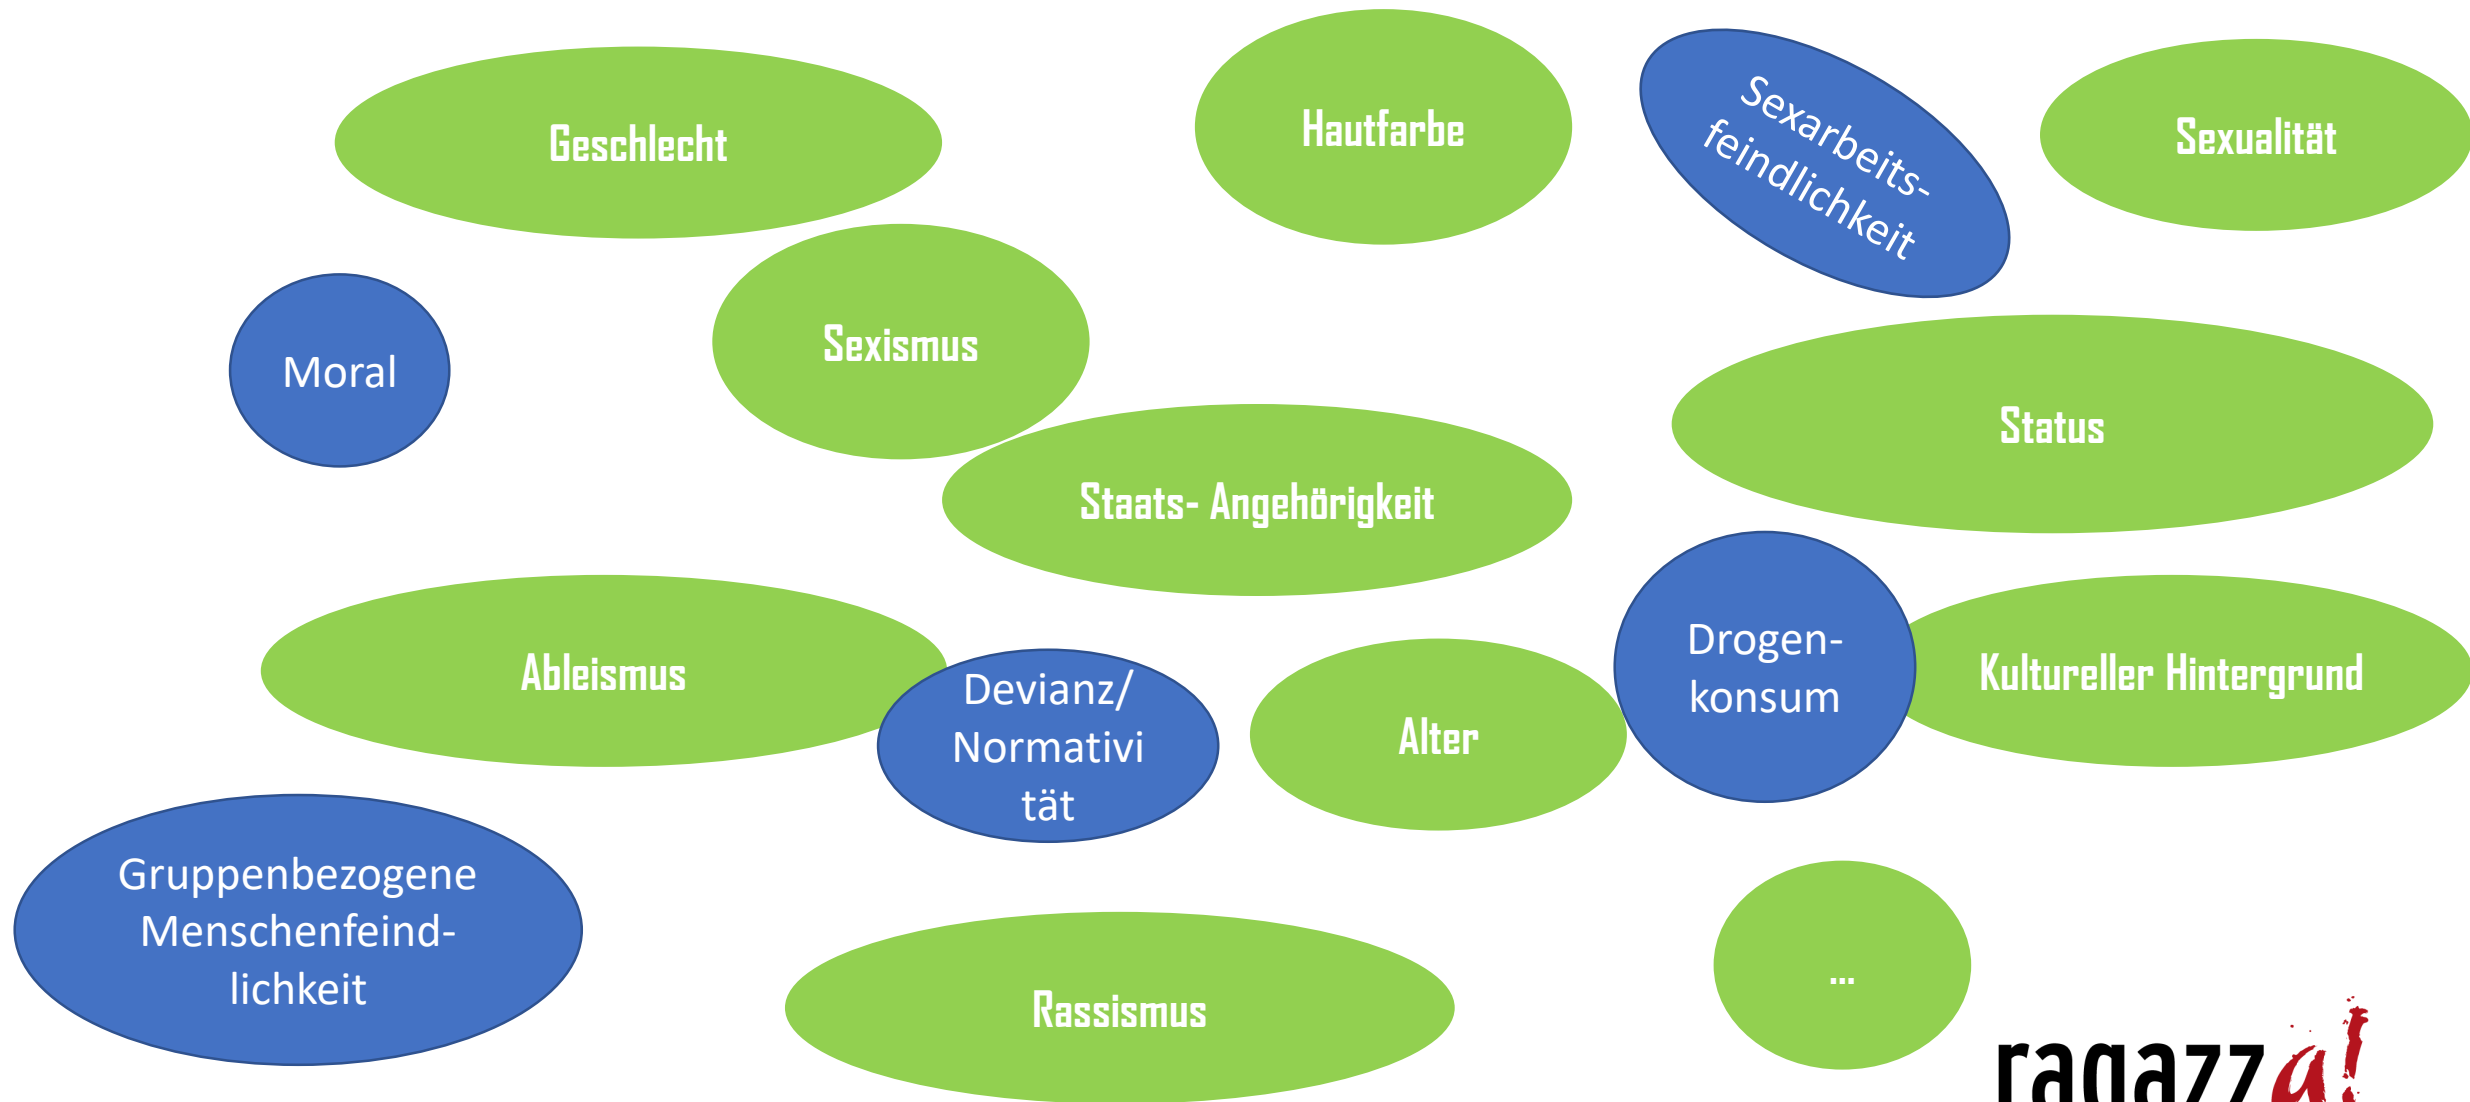 Geschlecht
Hautfarbe
Sexarbeits-
feindlichkeit
Sexualität
Moral
Sexismus
Status
Staats- Angehörigkeit
Ableismus
Devianz/
Normativi
tät
Alter
Drogen-
konsum
Kultureller Hintergrund
Gruppenbezogene
Menschenfeind-
lichkeit
Rassismus
...
ragazza!